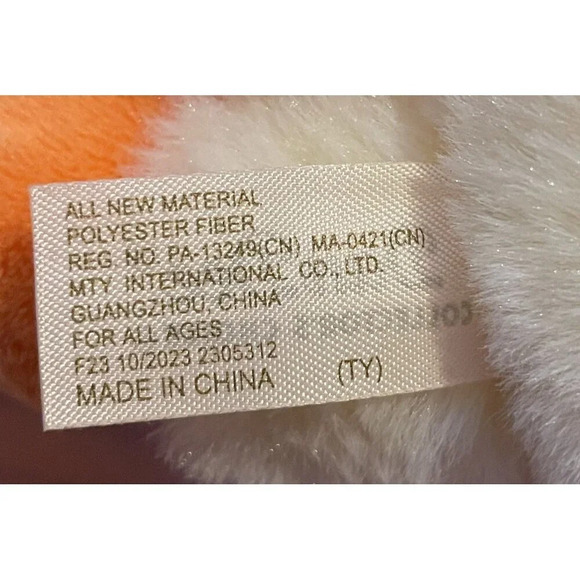 ALL NEW MATERIAL
POLYESTER FIBER
REG. NO. PA-13249(CN) MA-0421(CN)
MTY INTERNATIONAL CO., LTD.
GUANGZHOU, CHINA
FOR ALL AGES
F23 10/2023 2305312
MADE IN CHINA (TY)